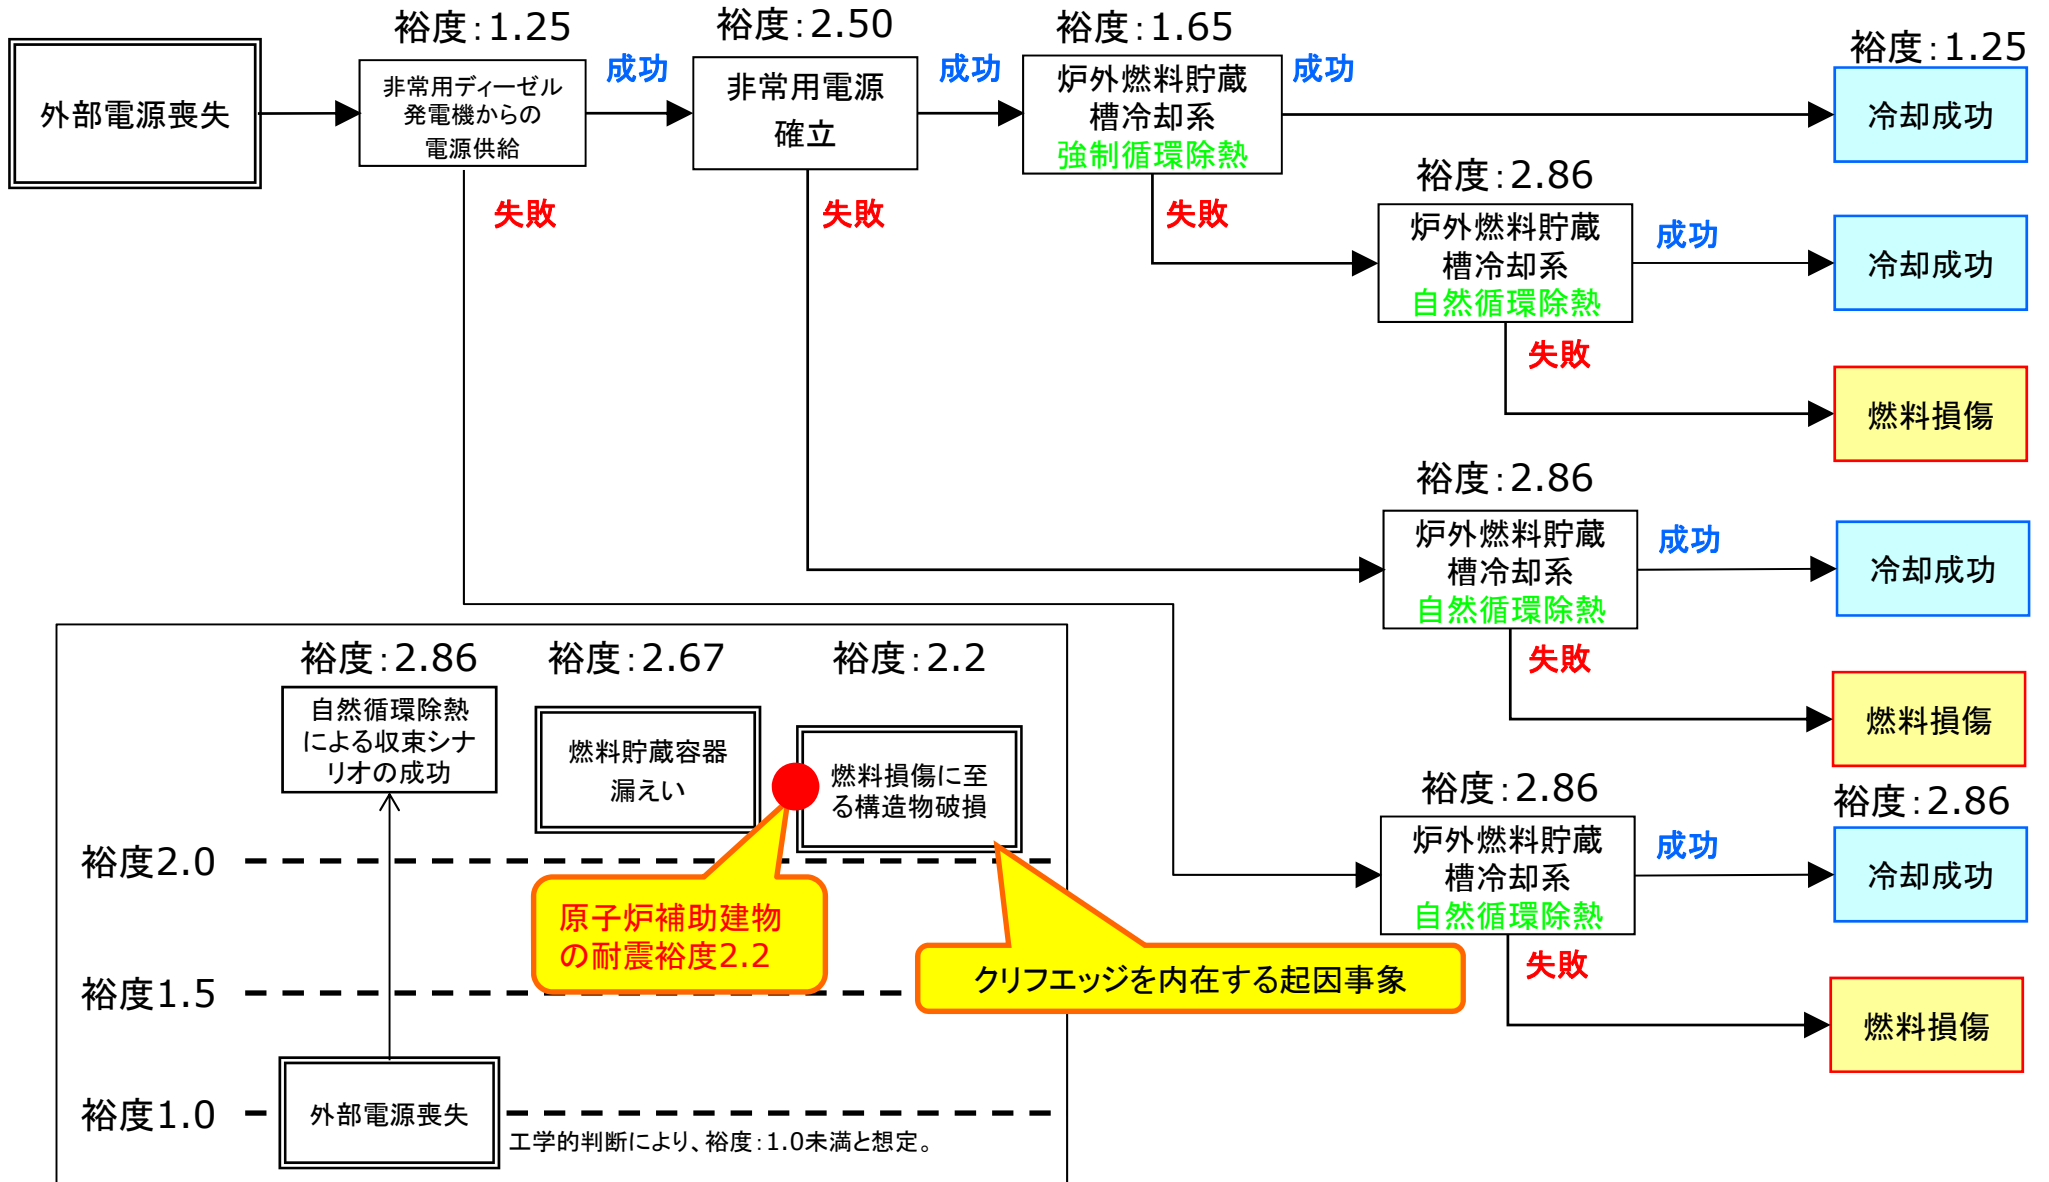 裕度：1.25
裕度：2.50
裕度：1.65
裕度：1.25
外部電源喪失
非常用ディーゼル
発電機からの
電源供給
成功
失敗
非常用電源
確立
成功
失敗
炉外燃料貯蔵
槽冷却系
強制循環除熱
成功
失敗
冷却成功
裕度：2.86
炉外燃料貯蔵
槽冷却系
自然循環除熱
成功
失敗
冷却成功
燃料損傷
裕度：2.86
炉外燃料貯蔵
槽冷却系
自然循環除熱
成功
失敗
冷却成功
燃料損傷
裕度：2.86
炉外燃料貯蔵
槽冷却系
自然循環除熱
成功
失敗
裕度：2.86
冷却成功
燃料損傷
裕度：2.86
裕度：2.67
裕度：2.2
自然循環除熱
による収束シナ
リオの成功
燃料貯蔵容器
漏えい
燃料損傷に至
る構造物破損
裕度2.0
原子炉補助建物
の耐震裕度2.2
クリフエッジを内在する起因事象
裕度1.5
裕度1.0
外部電源喪失
工学的判断により、裕度：1.0未満と想定。